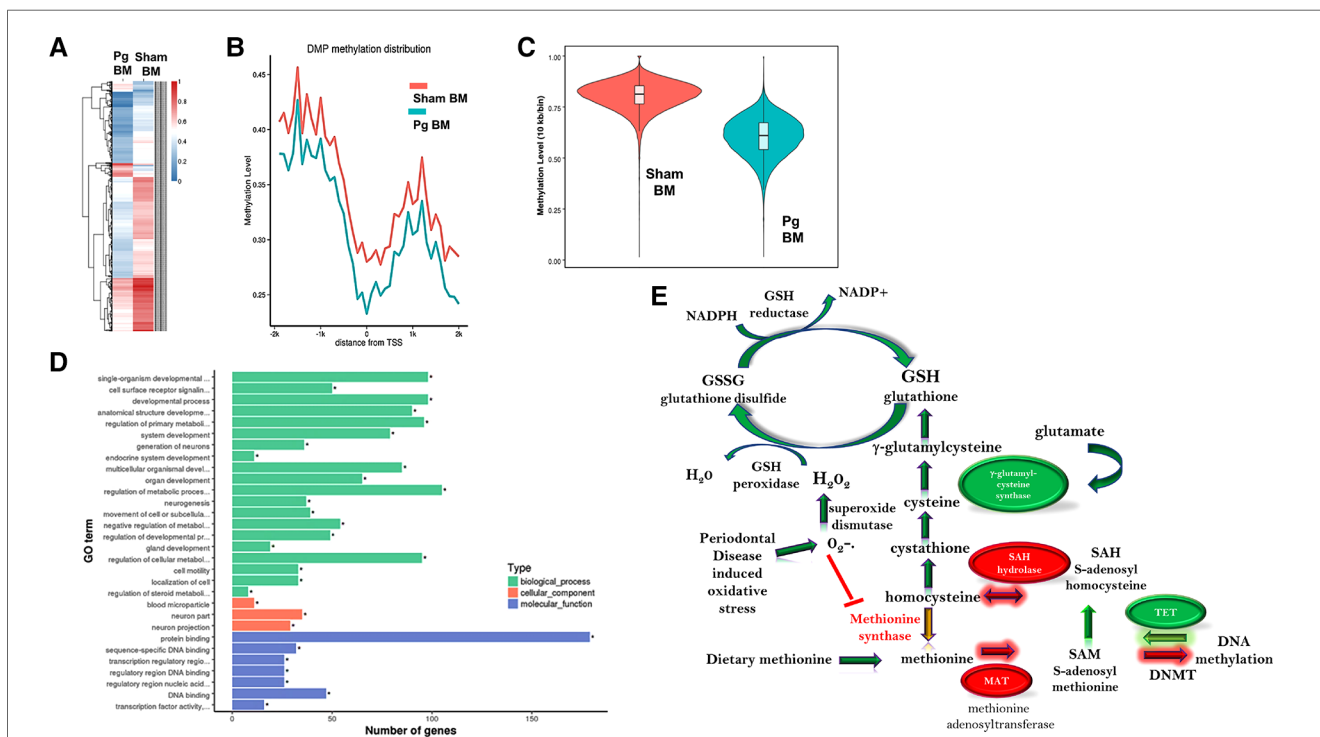 A
Pg
BM
Sham
BM
1
0.8
0.6
0.4
0.2
0
B
DMP methylation distribution
Methylation Level
0.45
0.40
0.35
0.30
0.25
Sham BM
Pg BM
-2k
-1k
0
1k
2k
distance from TSS
C
Methylation Level (10 kb/bin)
1.00
0.75
0.50
0.25
0.00
Sham
BM
Pg
BM
D
GO term
single-organism developmental ...
cell surface receptor signalin...
developmental process
anatomical structure developme...
regulation of primary metaboli...
system development
generation of neurons
endocrine system development
multicellular organismal devel...
organ development
regulation of metabolic proces...
neurogenesis
movement of cell or subcellula...
negative regulation of metabol...
regulation of developmental pr...
gland development
regulation of cellular metabol...
cell motility
localization of cell
regulation of steroid metaboli...
blood microparticle
neuron part
neuron projection
protein binding
sequence-specific DNA binding
transcription regulatory regio...
regulatory region DNA binding
regulatory region nucleic acid...
DNA binding
transcription factor activity,...
0
50
100
150
Number of genes
Type
biological_process
cellular_component
molecular_function
E
NADPH
GSH
reductase
NADP+
GSSG
glutathione disulfide
GSH
glutathione
H₂O
GSH
peroxidase
H₂O₂
superoxide
dismutase
O₂−.
Periodontal
Disease
induced
oxidative
stress
γ-glutamylcysteine
glutamate
γ-glutamyl-
cysteine
synthase
cysteine
cystathione
homocysteine
SAH
hydrolase
SAH
S-adenosyl
homocysteine
Methionine
synthase
Dietary methionine
methionine
MAT
methionine
adenosyltransferase
SAM
S-adenosyl
methionine
TET
DNA
methylation
DNMT